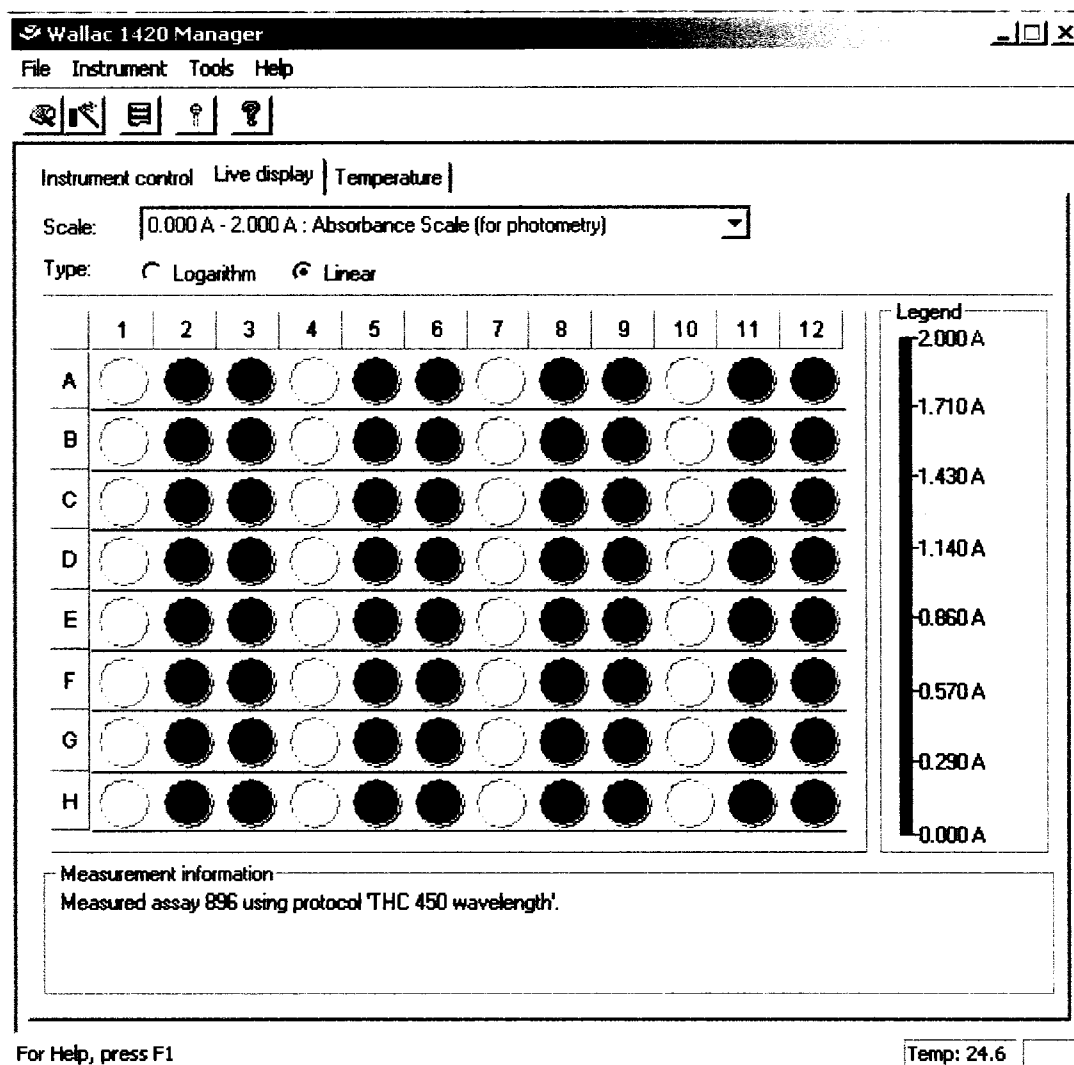 Wallac 1420 Manager
File Instrument Tools Help
Instrument control Live display Temperature
Scale: 0.000 A - 2.000 A : Absorbance Scale (for photometry)
Type: Logarithm Linear
1 2 3 4 5 6 7 8 9 10 11 12
A
B
C
D
E
F
G
H
Legend
2.000 A
1.710 A
1.430 A
1.140 A
0.860 A
0.570 A
0.290 A
0.000 A
Measurement information
Measured assay 896 using protocol 'THC 450 wavelength'.
For Help, press F1 Temp: 24.6